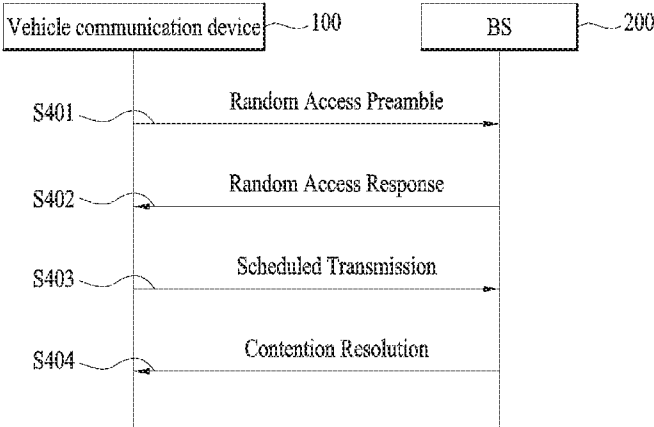 Vehicle communication device
100
BS
200
S401
Random Access Preamble
S402
Random Access Response
S403
Scheduled Transmission
S404
Contention Resolution